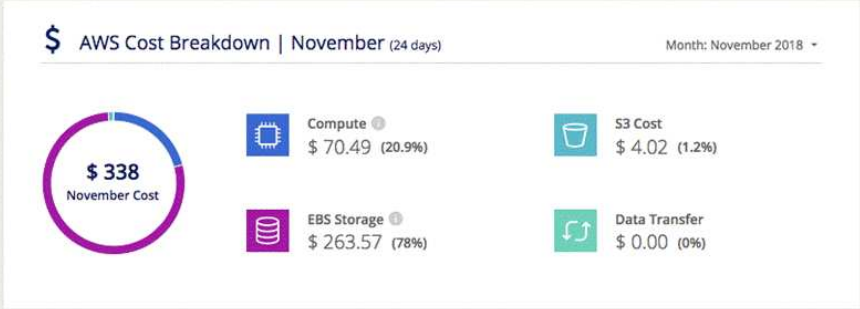 $ AWS Cost Breakdown | November (24 days)
Month: November 2018
$ 338
November Cost
Compute
$ 70.49 (20.9%)
S3 Cost
$ 4.02 (1.2%)
EBS Storage
$ 263.57 (78%)
Data Transfer
$ 0.00 (0%)